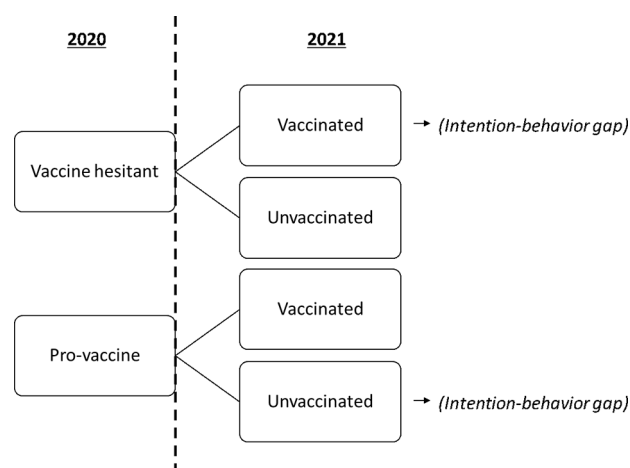 2020
2021
Vaccinated
(Intention-behavior gap)
Vaccine hesitant
Unvaccinated
Vaccinated
Pro-vaccine
Unvaccinated
(Intention-behavior gap)